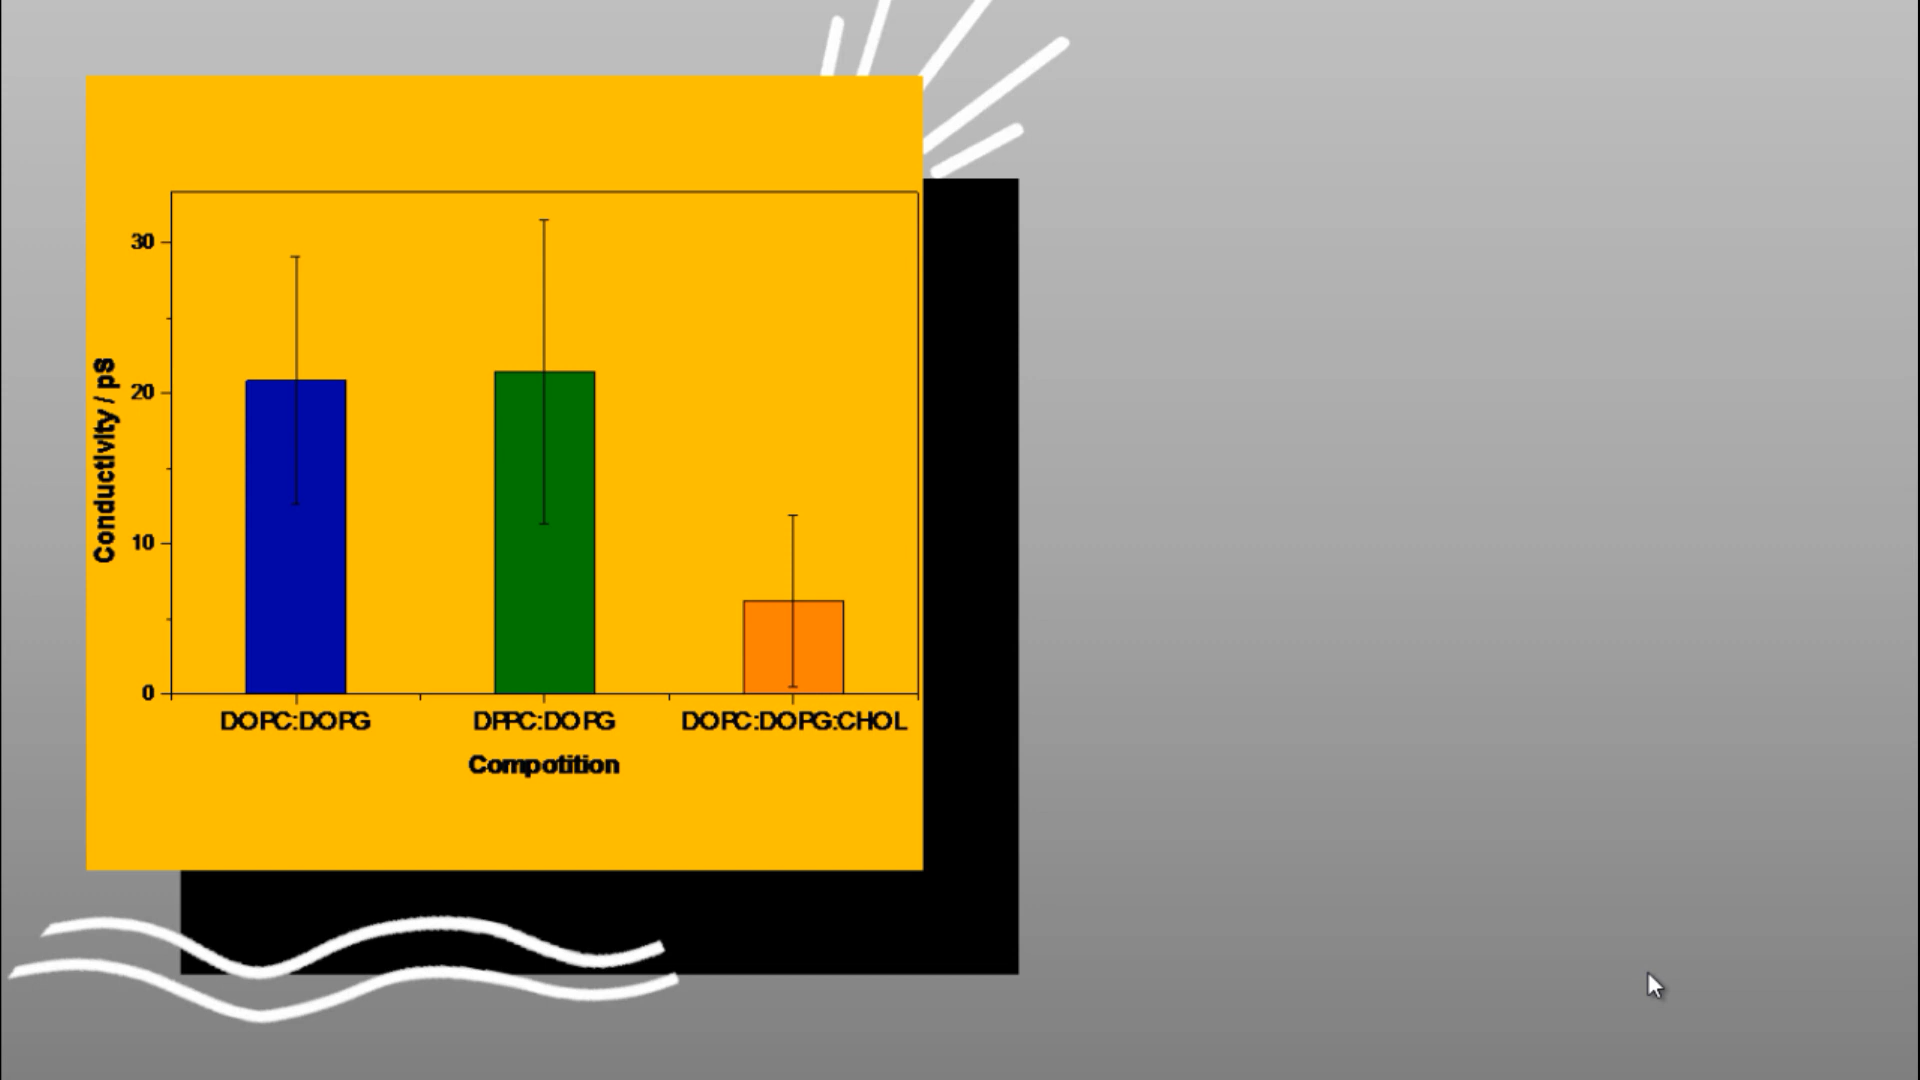 30
20
10
0
Conductivity / pS
DOPC:DOPG
DPPC:DOPG
DOPC:DOPG:CHOL
Compotition